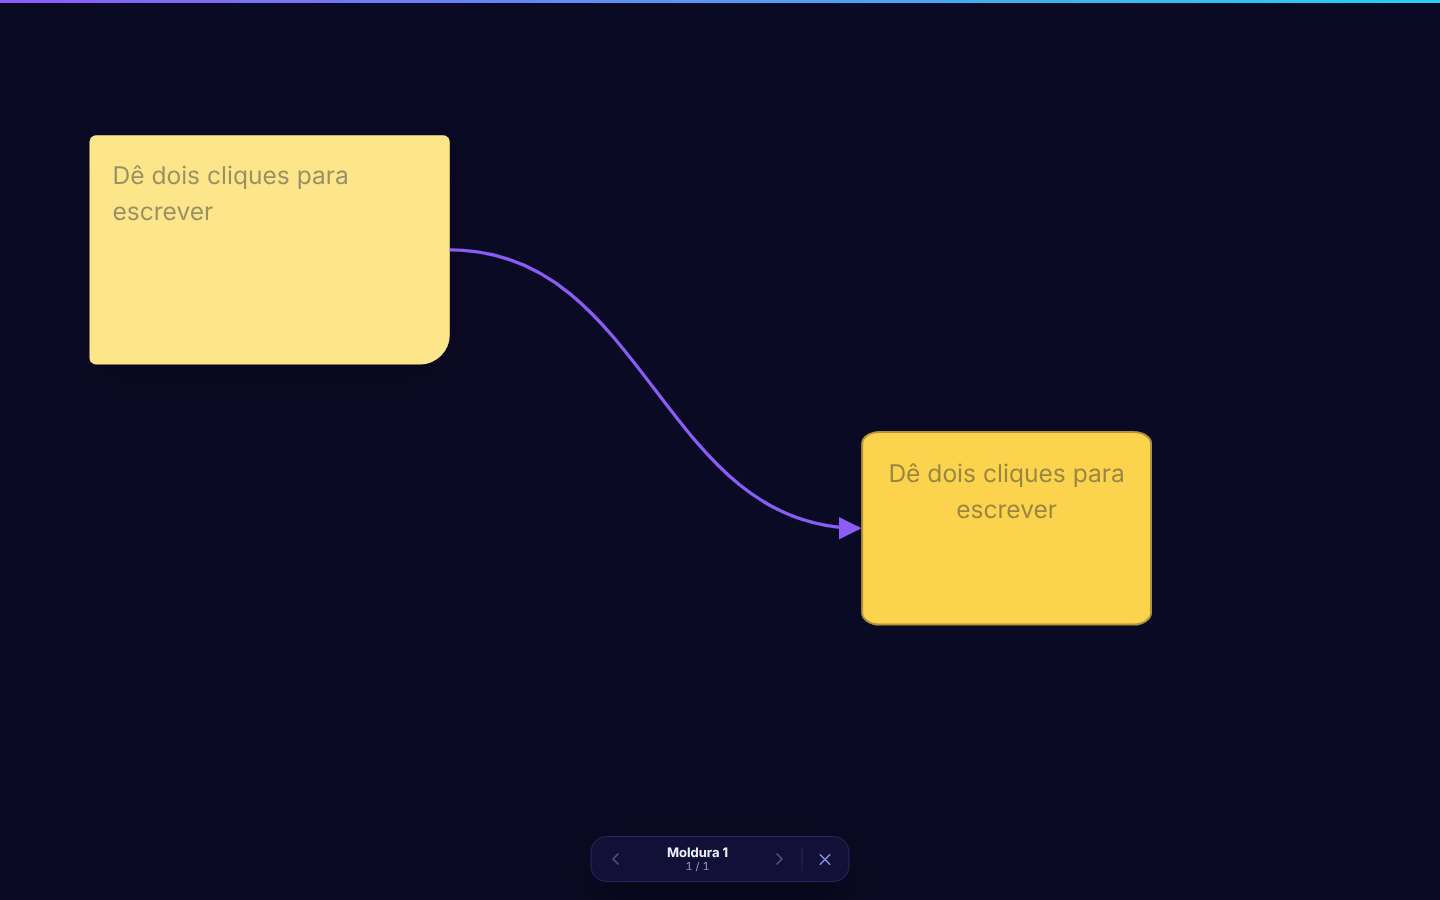 Dê dois cliques para
escrever
Dê dois cliques para
escrever
Moldura 1
1 / 1